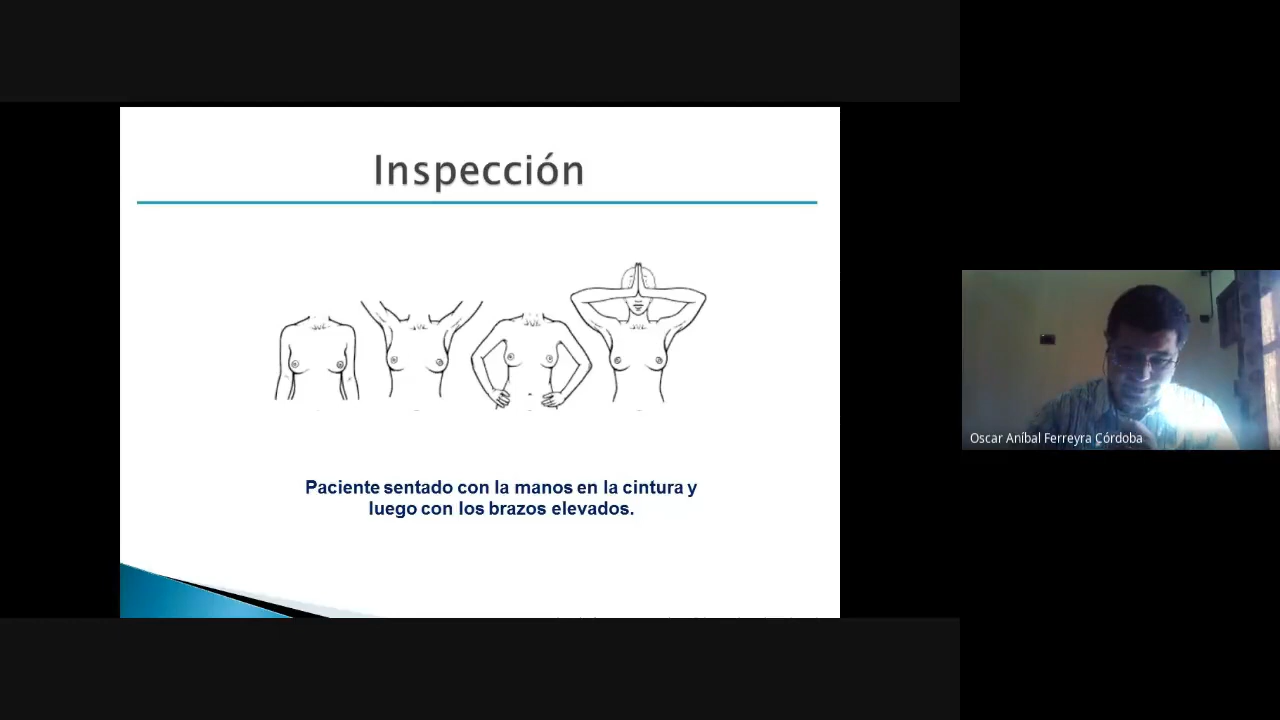 Inspección
Paciente sentado con la manos en la cintura y
luego con los brazos elevados.
Oscar Aníbal Ferreyra Córdoba